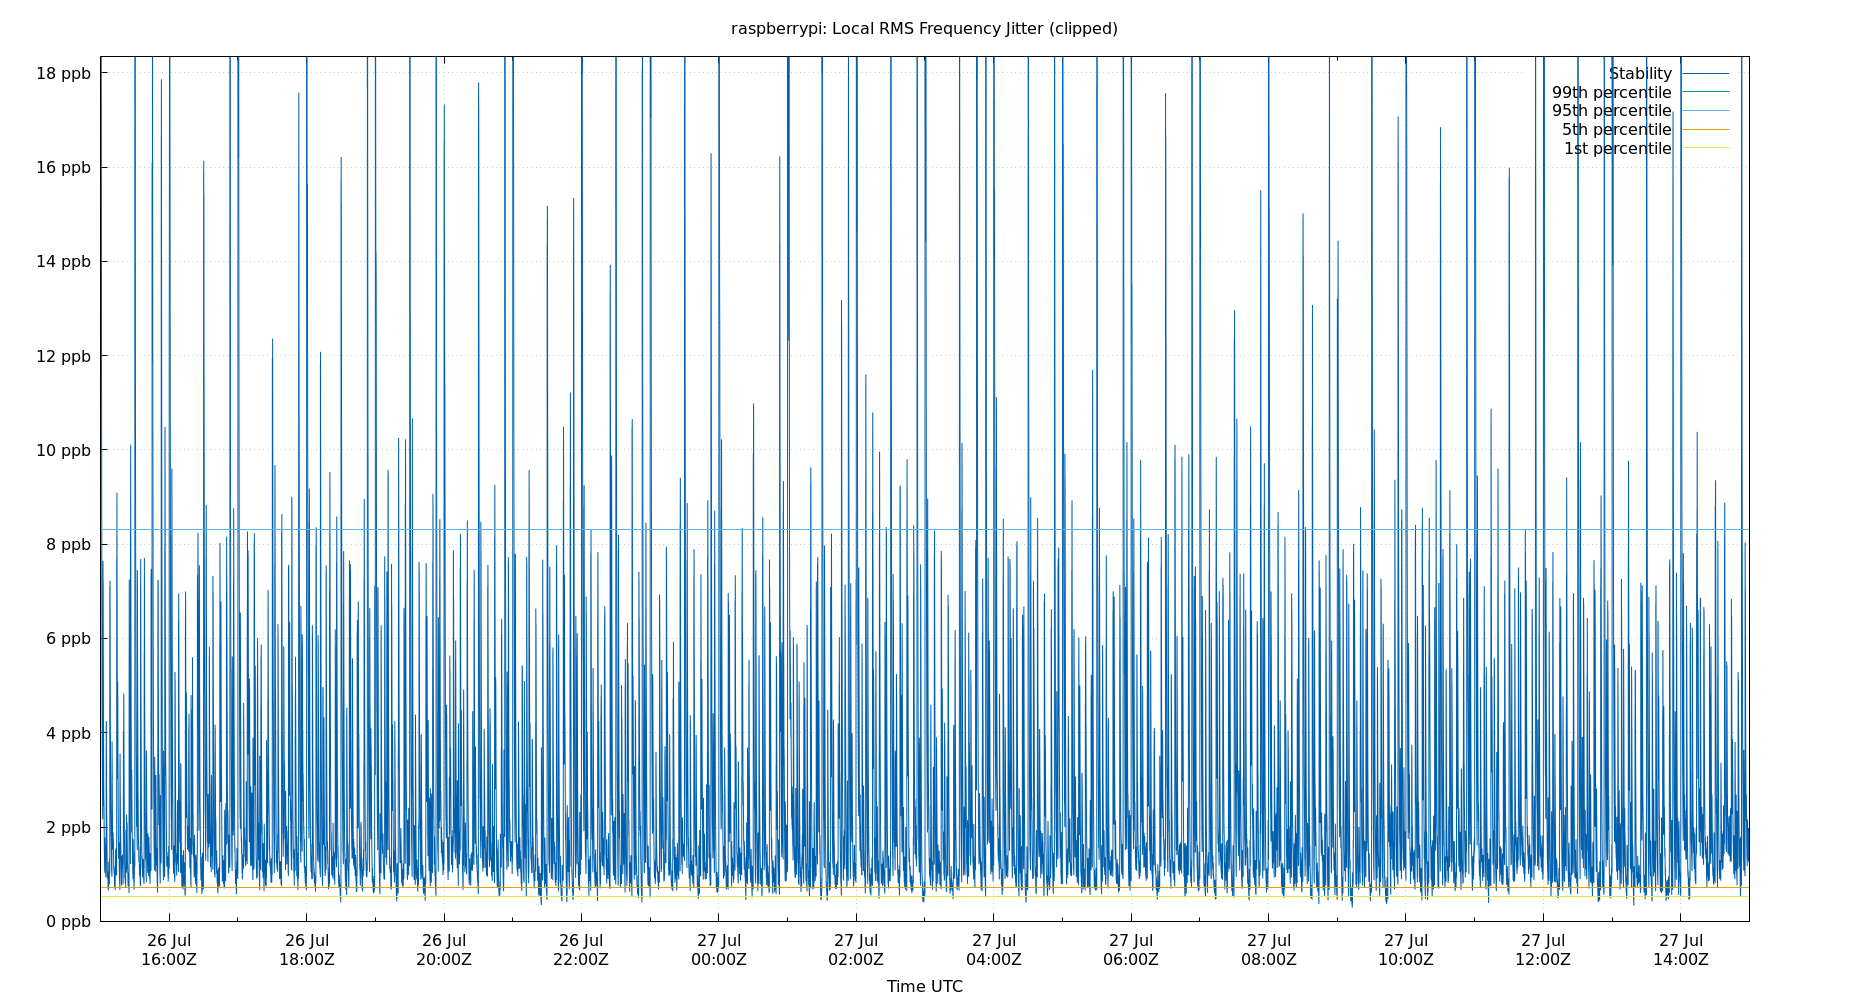 raspberrypi: Local RMS Frequency Jitter (clipped)
18 ppb
16 ppb
14 ppb
12 ppb
10 ppb
8 ppb
6 ppb
4 ppb
2 ppb
0 ppb
Stability
99th percentile
95th percentile
5th percentile
1st percentile
26 Jul 26 Jul 26 Jul 26 Jul 27 Jul 27 Jul 27 Jul 27 Jul 27 Jul 27 Jul 27 Jul 27 Jul
16:00Z 18:00Z 20:00Z 22:00Z 00:00Z 02:00Z 04:00Z 06:00Z 08:00Z 10:00Z 12:00Z 14:00Z
Time UTC